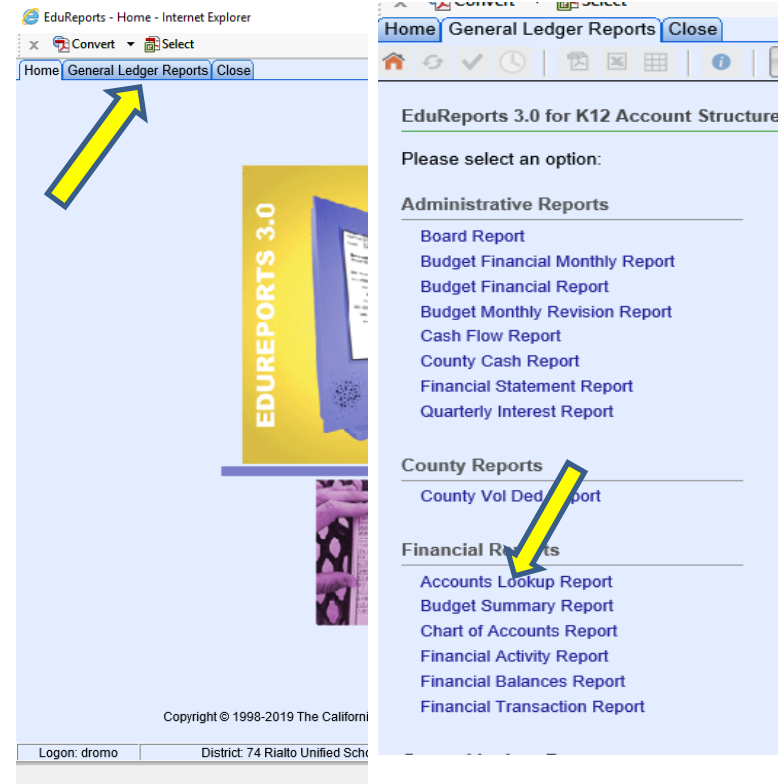 EduReports - Home - Internet Explorer
x Convert Select
Home General Ledger Reports Close
EDUREPORTS 3.0
Copyright © 1998-2019 The Californi
Logon: dromo District: 74 Rialto Unified Scho
Home General Ledger Reports Close
EduReports 3.0 for K12 Account Structure
Please select an option:
Administrative Reports
Board Report
Budget Financial Monthly Report
Budget Financial Report
Budget Monthly Revision Report
Cash Flow Report
County Cash Report
Financial Statement Report
Quarterly Interest Report
County Reports
County Vol Ded port
Financial Re ts
Accounts Lookup Report
Budget Summary Report
Chart of Accounts Report
Financial Activity Report
Financial Balances Report
Financial Transaction Report